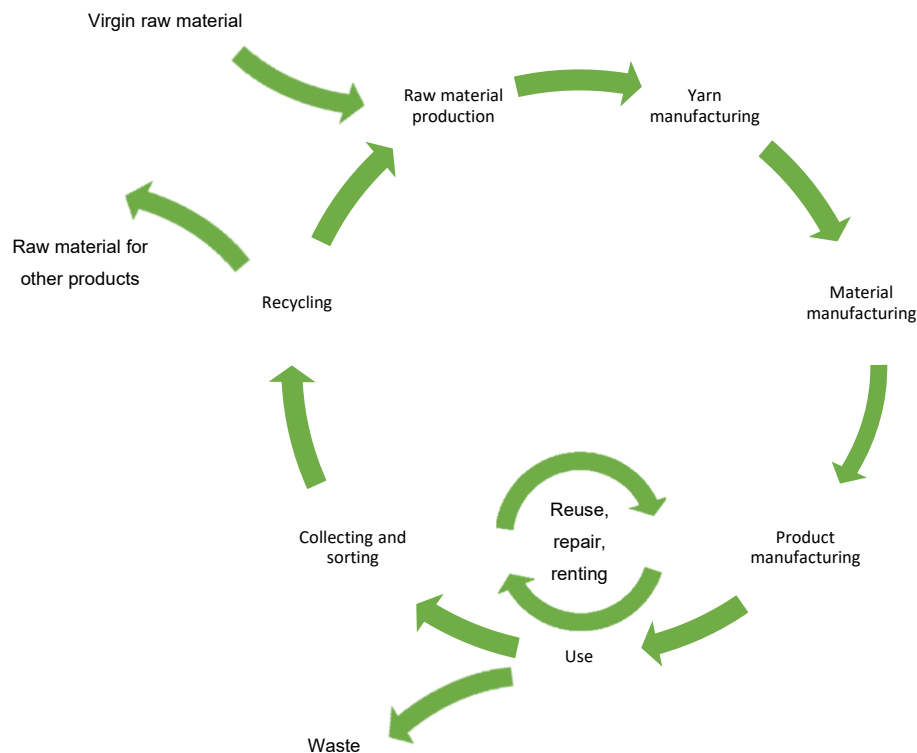 Virgin raw material
Raw material
production
Yarn
manufacturing
Raw material for
other products
Recycling
Material
manufacturing
Reuse,
repair,
renting
Collecting and
sorting
Product
manufacturing
Use
Waste